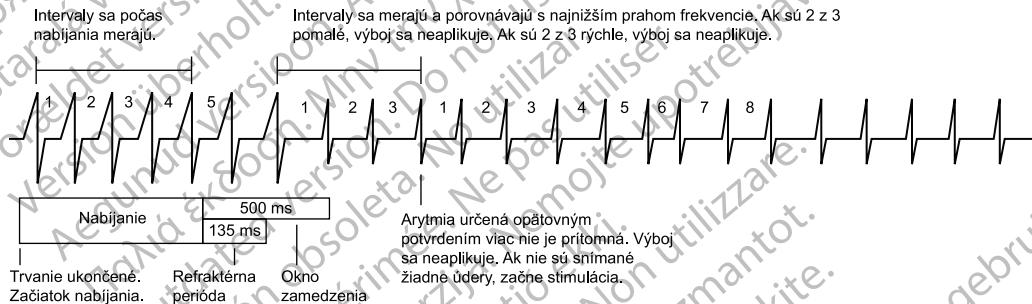 Intervaly sa počas
nabíjania merajú.
Intervaly sa merajú a porovnávajú s najnižším prahom frekvencie. Ak sú 2 z 3
pomalé, výboj sa neaplikuje. Ak sú 2 z 3 rýchle, výboj sa neaplikuje.
1 2 3 4 5 1 2 3 1 2 3 4 5 6 7 8
Nabíjanie
500 ms
135 ms
Trvanie ukončené.
Začiatok nabíjania.
Refraktérna
perióda
Okno
zamedzenia
Arytmia určená opätovným
potvrdením viac nie je prítomná. Výboj
sa neaplikuje. Ak nie sú snímané
žiadne údery, začne stimulácia.